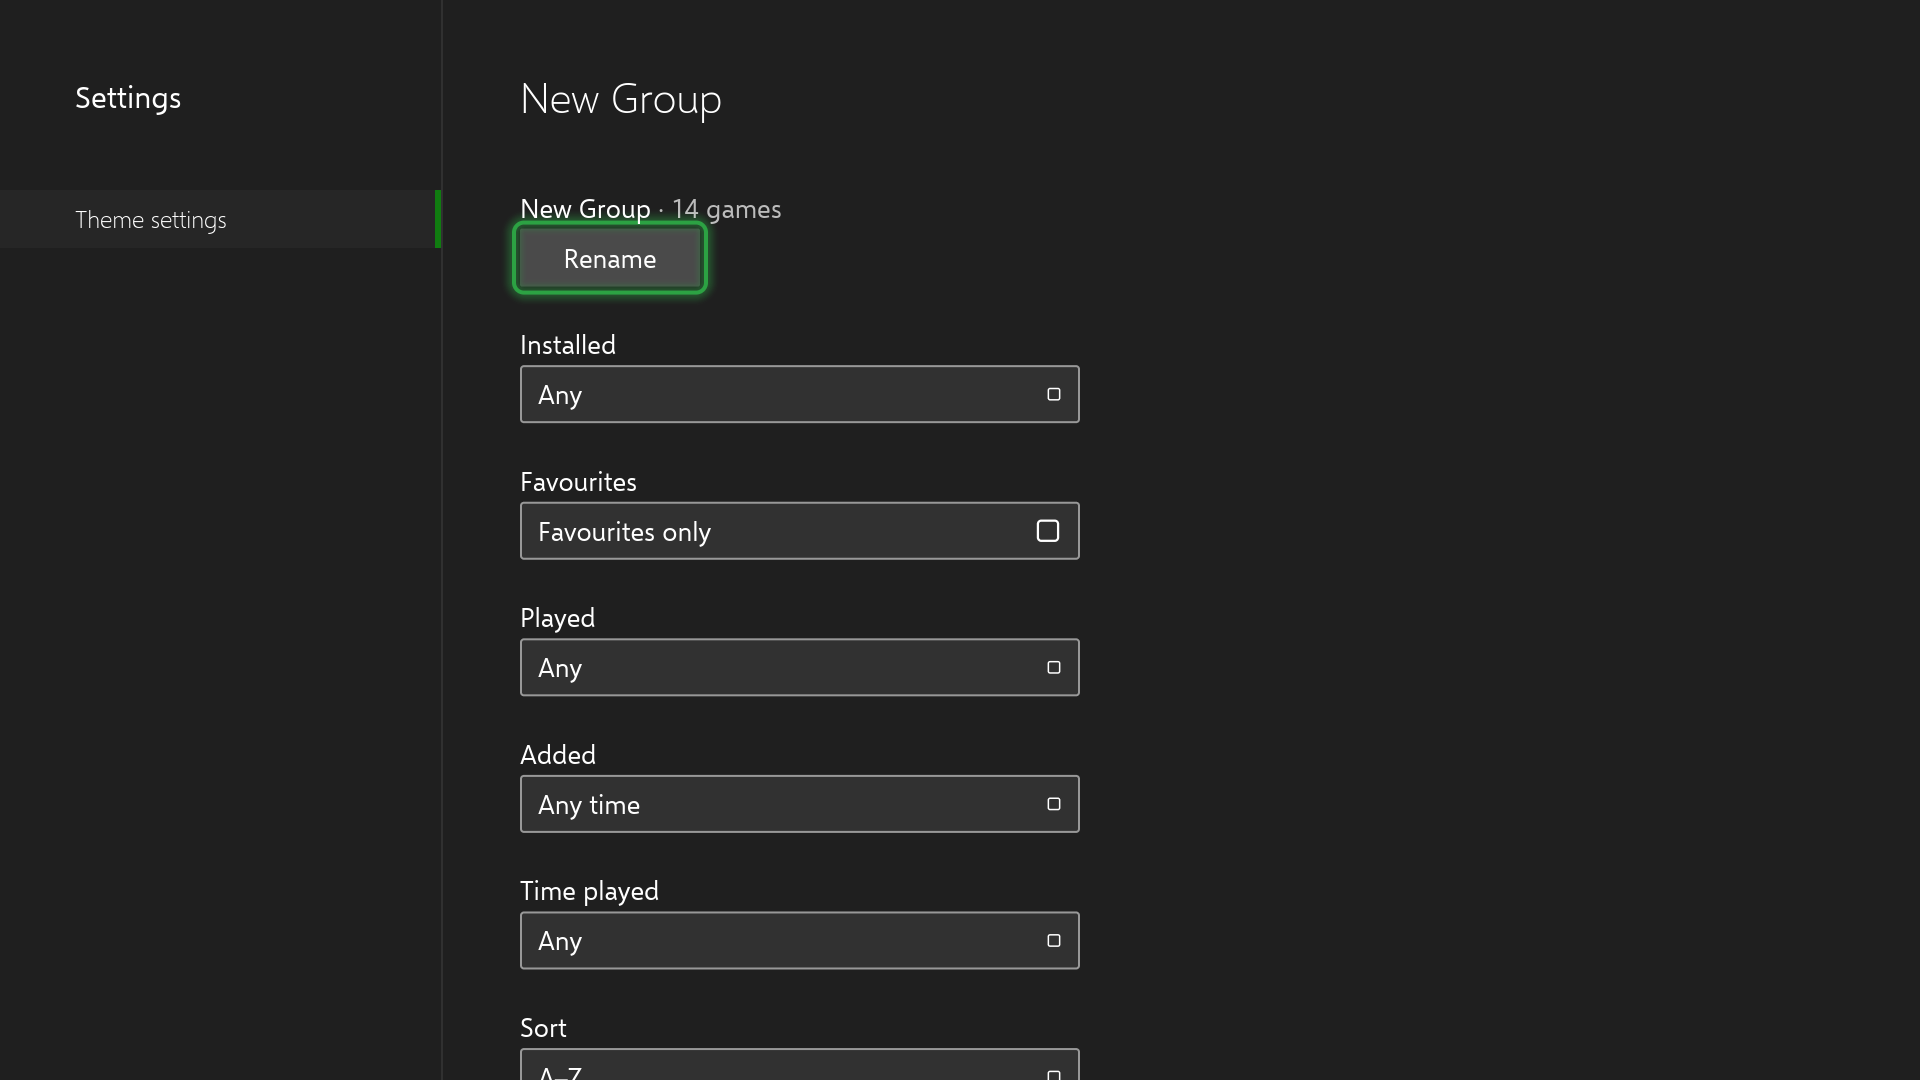 Settings
Theme settings
New Group
New Group · 14 games
Rename
Installed
Any
Favourites
Favourites only
Played
Any
Added
Any time
Time played
Any
Sort
A–Z